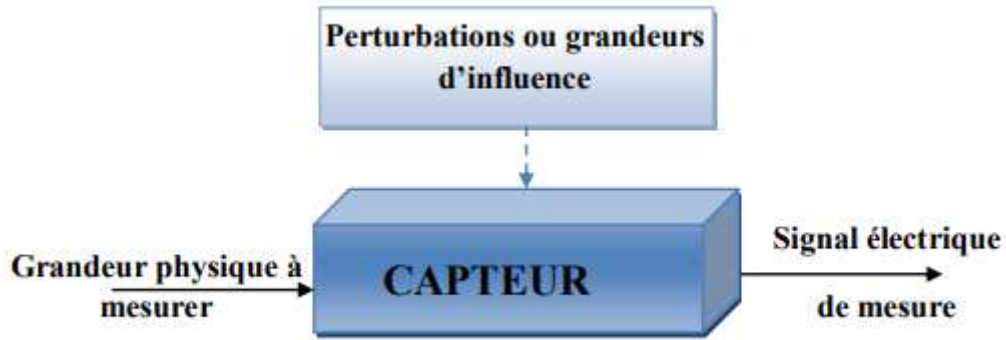 Perturbations ou grandeurs
d’influence
Grandeur physique à
mesurer
CAPTEUR
Signal électrique
de mesure